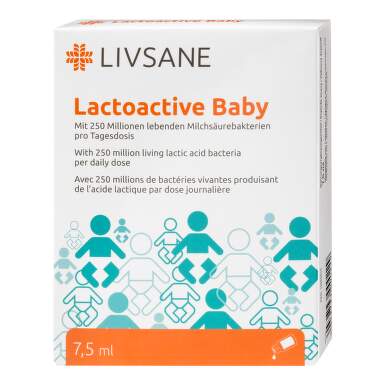 LIVSANE
Lactoactive Baby
Mit 250 Millionen lebenden Milchsäurebakterien
pro Tagesdosis
With 250 million living lactic acid bacteria
per daily dose
Avec 250 millions de bactéries vivantes produisant
de l'acide lactique par dose journalière
7,5 ml